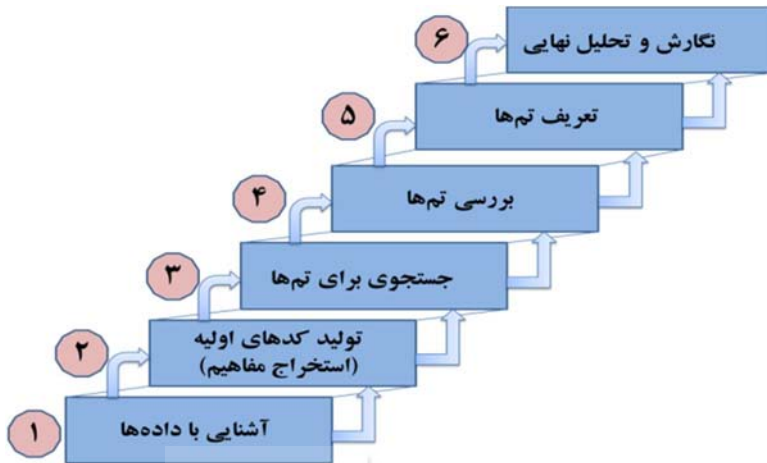 ۶
نگارش و تحلیل نهایی
۵
تعریف تم‌ها
۴
بررسی تم‌ها
۳
جستجوی برای تم‌ها
۲
تولید کدهای اولیه
(استخراج مفاهیم)
۱
آشنایی با داده‌ها